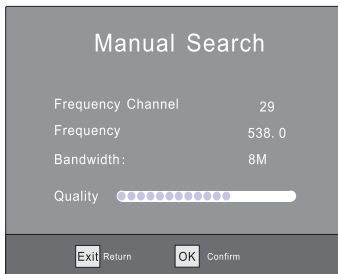 Manual Search
Frequency Channel 29
Frequency 538.0
Bandwidth: 8M
Quality
Exit Return OK Confirm